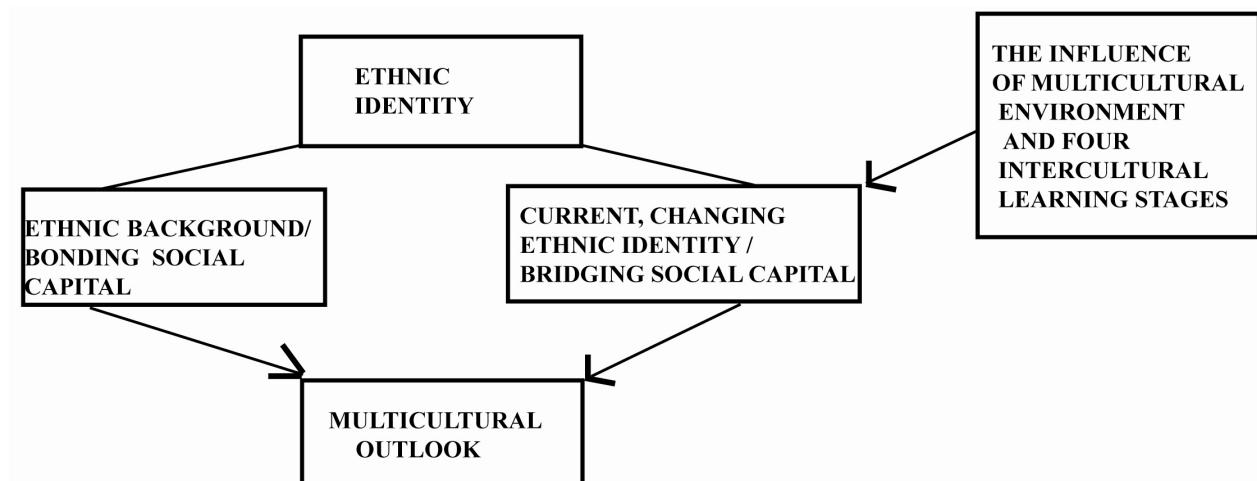 ETHNIC
IDENTITY
THE INFLUENCE
OF MULTICULTURAL
ENVIRONMENT
AND FOUR
INTERCULTURAL
LEARNING STAGES
ETHNIC BACKGROUND/
BONDING SOCIAL
CAPITAL
CURRENT, CHANGING
ETHNIC IDENTITY /
BRIDGING SOCIAL CAPITAL
MULTICULTURAL
OUTLOOK